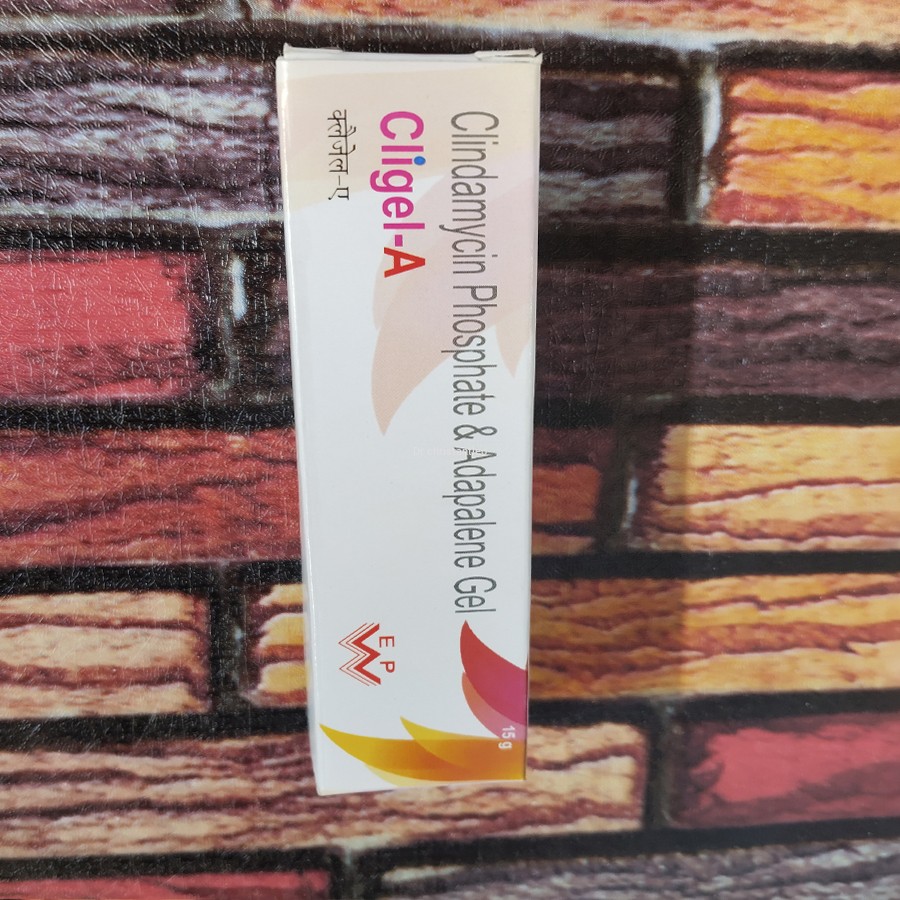 Clindamycin Phosphate & Adapalene Gel
Cligel-A
क्लीजेल-ए
E P
W
15 g